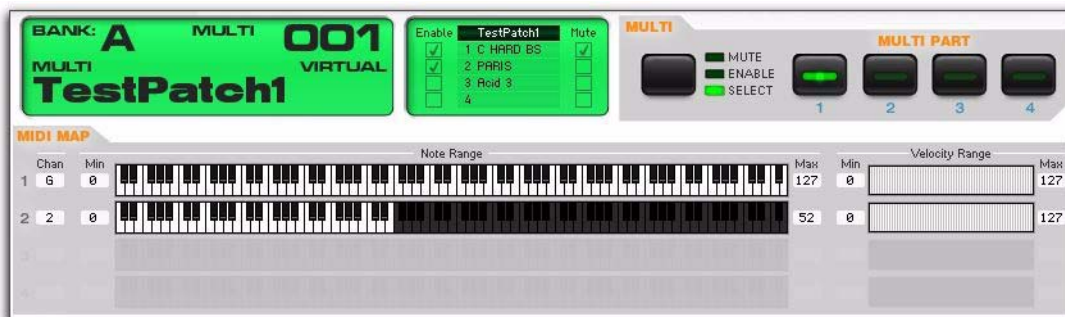 BANK: A MULTI 001
MULTI VIRTUAL
TestPatch1
Enable TestPatch1 Mute
1 C HARD BS
2 PARIS
3 Acid 3
4
MULTI
MUTE
ENABLE
SELECT
MULTI PART
1 2 3 4
MIDI MAP
Chan Min Note Range Max Min Velocity Range Max
1 G 0 127 0 127
2 2 0 52 0 127
3
4